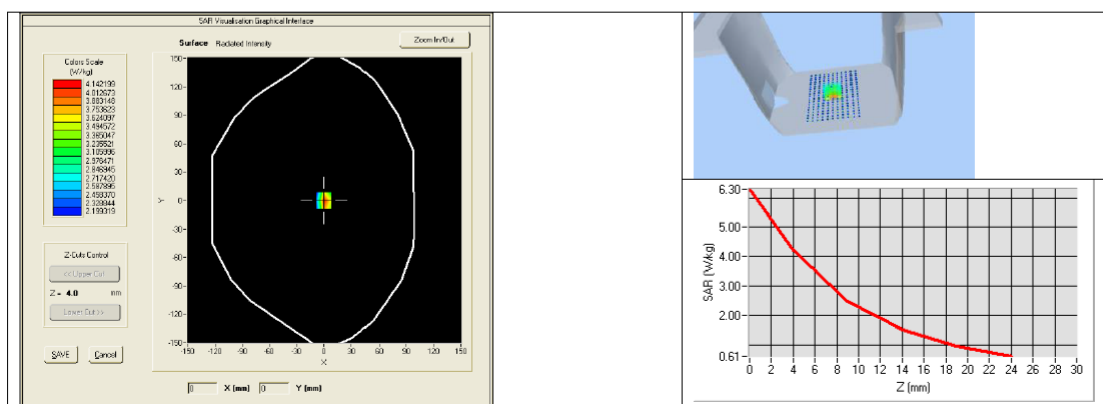 SAR Visualisation Graphical Interface
Surface Radiated Intensity
Zoom In/Out
Colors Scale
(W/kg)
4.142199
4.012673
3.883148
3.753623
3.624097
3.494572
3.365047
3.235521
3.105996
2.976471
2.846945
2.717420
2.587895
2.458370
2.328844
2.199319
Z-Cuts Control
<< Upper Cut
Z = 4.0 mm
Lower Cut >>
SAVE Cancel
150
120
90
60
30
0
-30
-60
-90
-120
-150
Y
-150 -120 -90 -60 -30 0 30 60 90 120 150
X
0 X (mm) 0 Y (mm)
6.30
5.00
4.00
3.00
2.00
0.61
SAR (W/kg)
0 2 4 6 8 10 12 14 16 18 20 22 24 26 28 30
Z (mm)